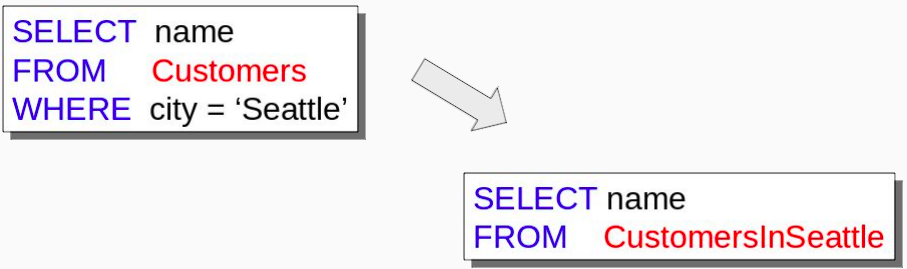 SELECT name
FROM Customers
WHERE city = ‘Seattle’
SELECT name
FROM CustomersInSeattle